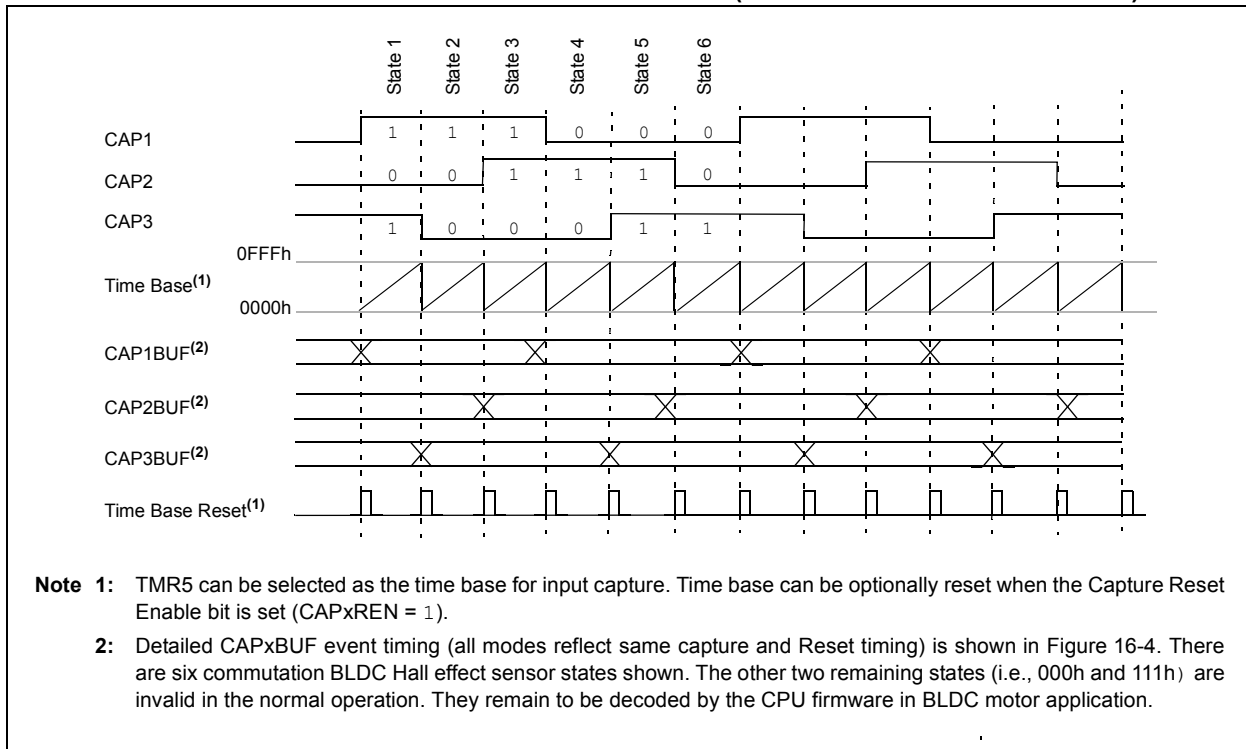 State 1
State 2
State 3
State 4
State 5
State 6
CAP1
1 1 1 0 0 0
CAP2
0 0 1 1 1 0
CAP3
1 0 0 0 1 1
0FFFh
Time Base(1)
0000h
CAP1BUF(2)
CAP2BUF(2)
CAP3BUF(2)
Time Base Reset(1)
Note 1: TMR5 can be selected as the time base for input capture. Time base can be optionally reset when the Capture Reset
Enable bit is set (CAPxREN = 1).
2: Detailed CAPxBUF event timing (all modes reflect same capture and Reset timing) is shown in Figure 16-4. There
are six commutation BLDC Hall effect sensor states shown. The other two remaining states (i.e., 000h and 111h) are
invalid in the normal operation. They remain to be decoded by the CPU firmware in BLDC motor application.